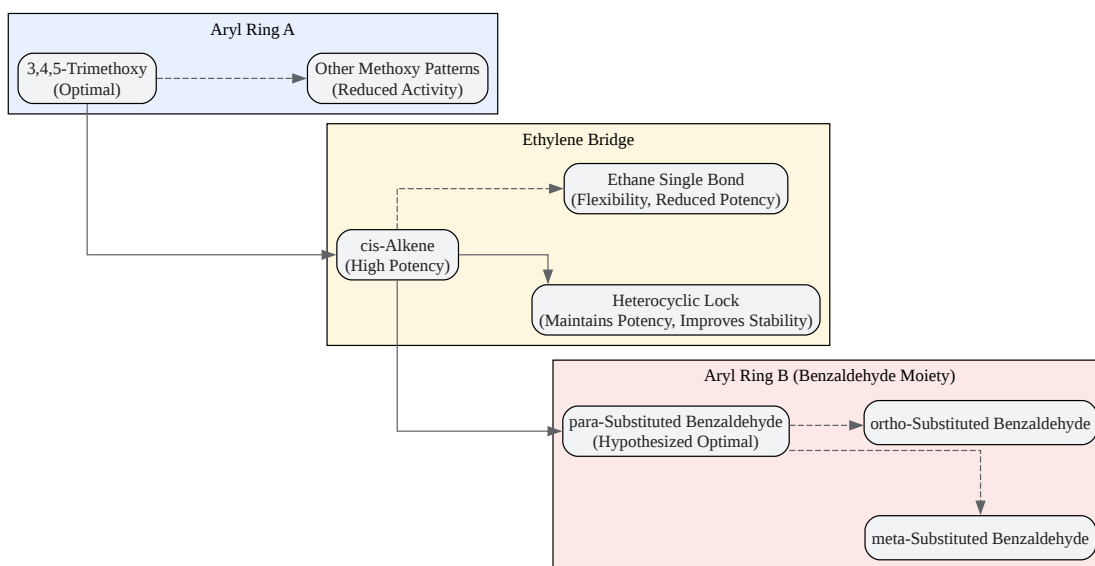 Aryl Ring A
3,4,5-Trimethoxy
(Optimal)
Other Methoxy Patterns
(Reduced Activity)
Ethylene Bridge
Ethane Single Bond
(Flexibility, Reduced Potency)
cis-Alkene
(High Potency)
Heterocyclic Lock
(Maintains Potency, Improves Stability)
Aryl Ring B (Benzaldehyde Moiety)
para-Substituted Benzaldehyde
(Hypothesized Optimal)
ortho-Substituted Benzaldehyde
meta-Substituted Benzaldehyde